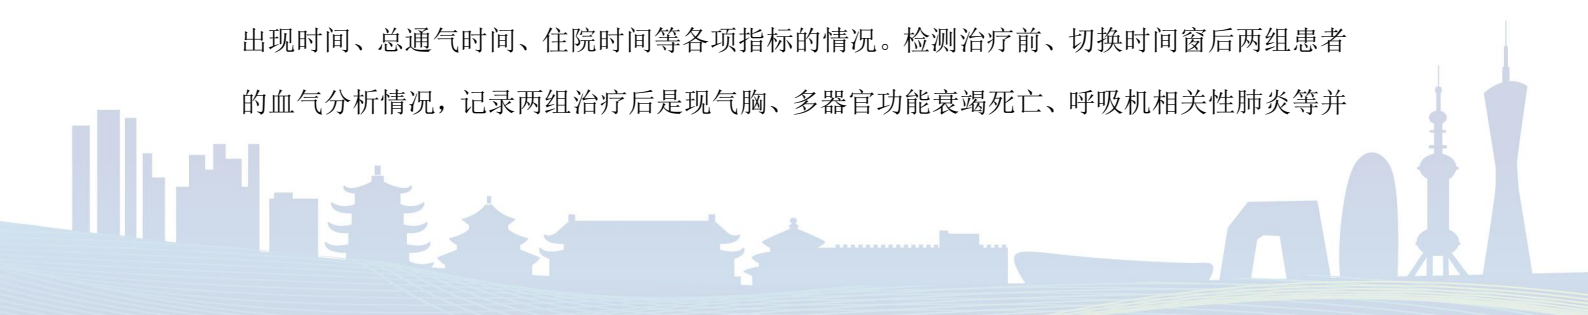 出现时间、总通气时间、住院时间等各项指标的情况。检测治疗前、切换时间窗后两组患者
的血气分析情况，记录两组治疗后是现气胸、多器官功能衰竭死亡、呼吸机相关性肺炎等并